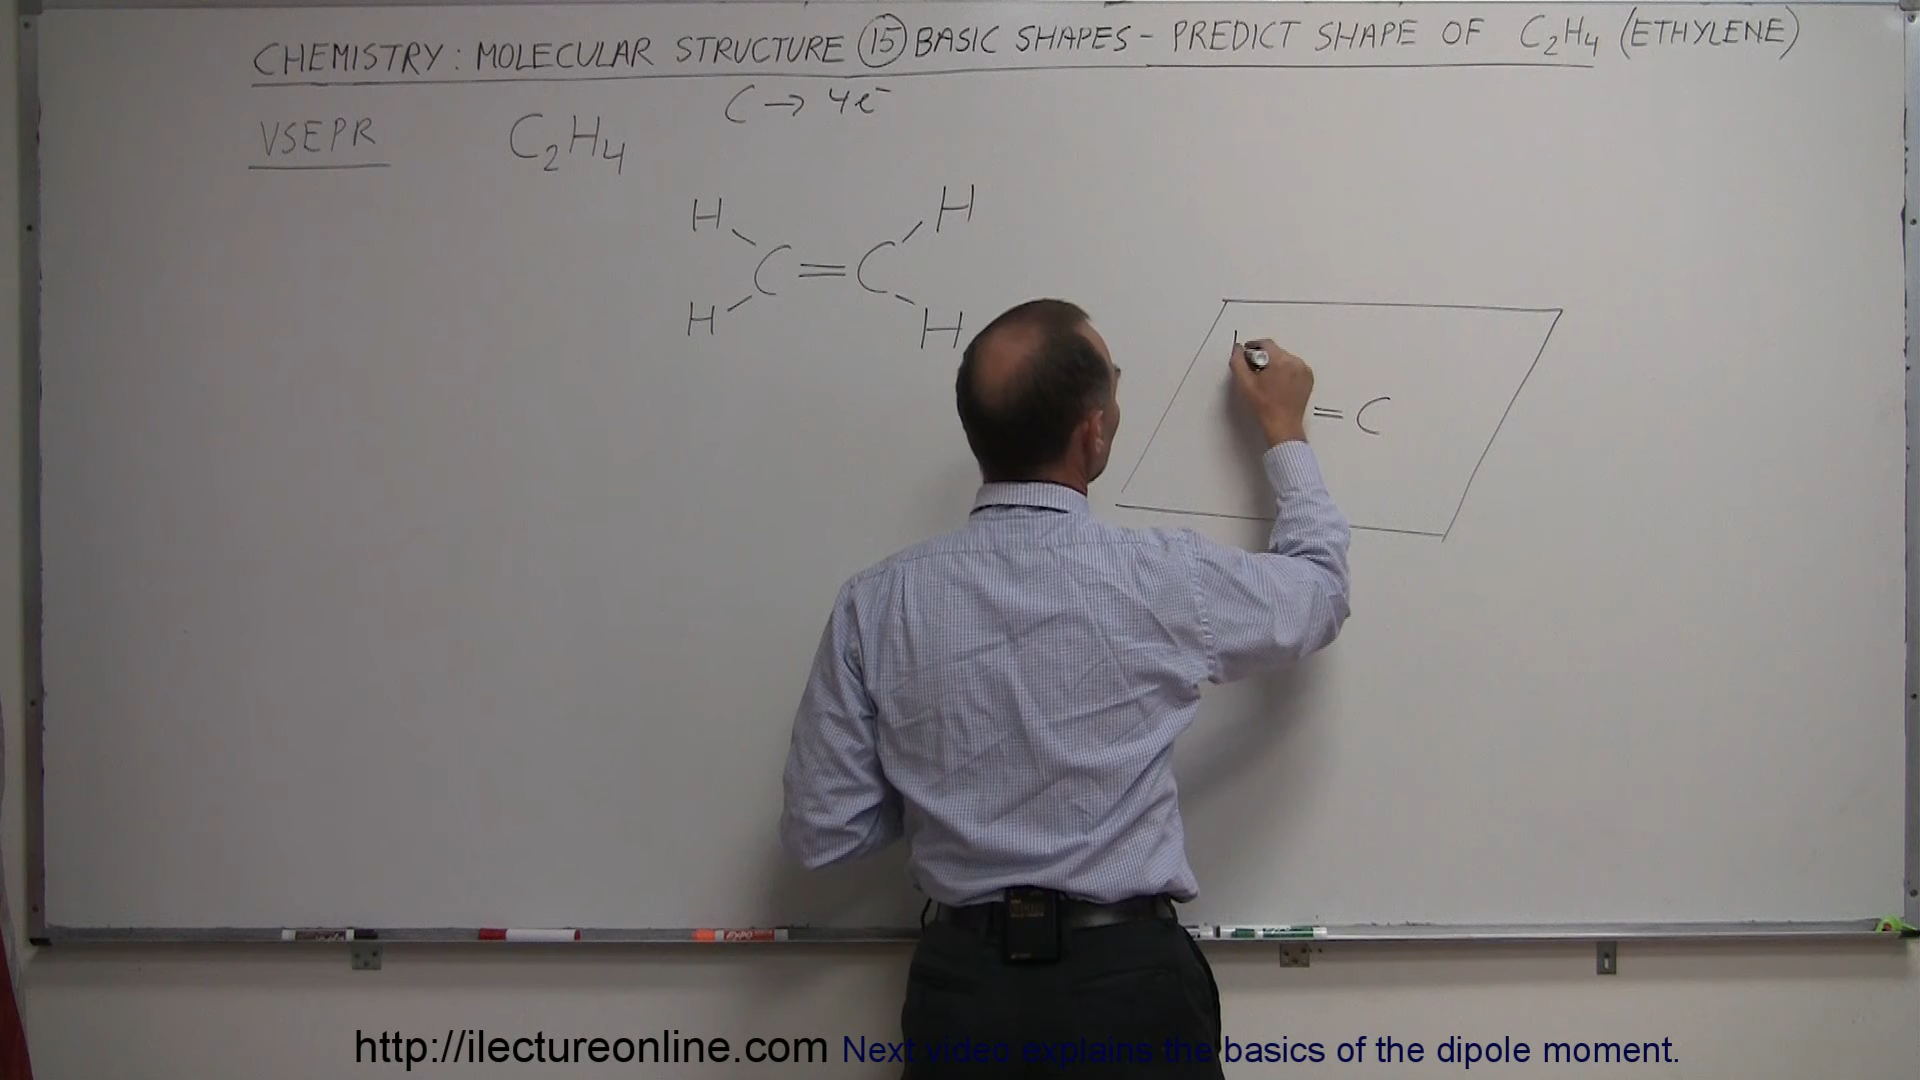 CHEMISTRY: MOLECULAR STRUCTURE (15) BASIC SHAPES - PREDICT SHAPE OF C₂H₄ (ETHYLENE)
C → 4e⁻
VSEPR C₂H₄
H H
C = C
H H
= C
EXPO
http://ilectureonline.com Next video explains the basics of the dipole moment.